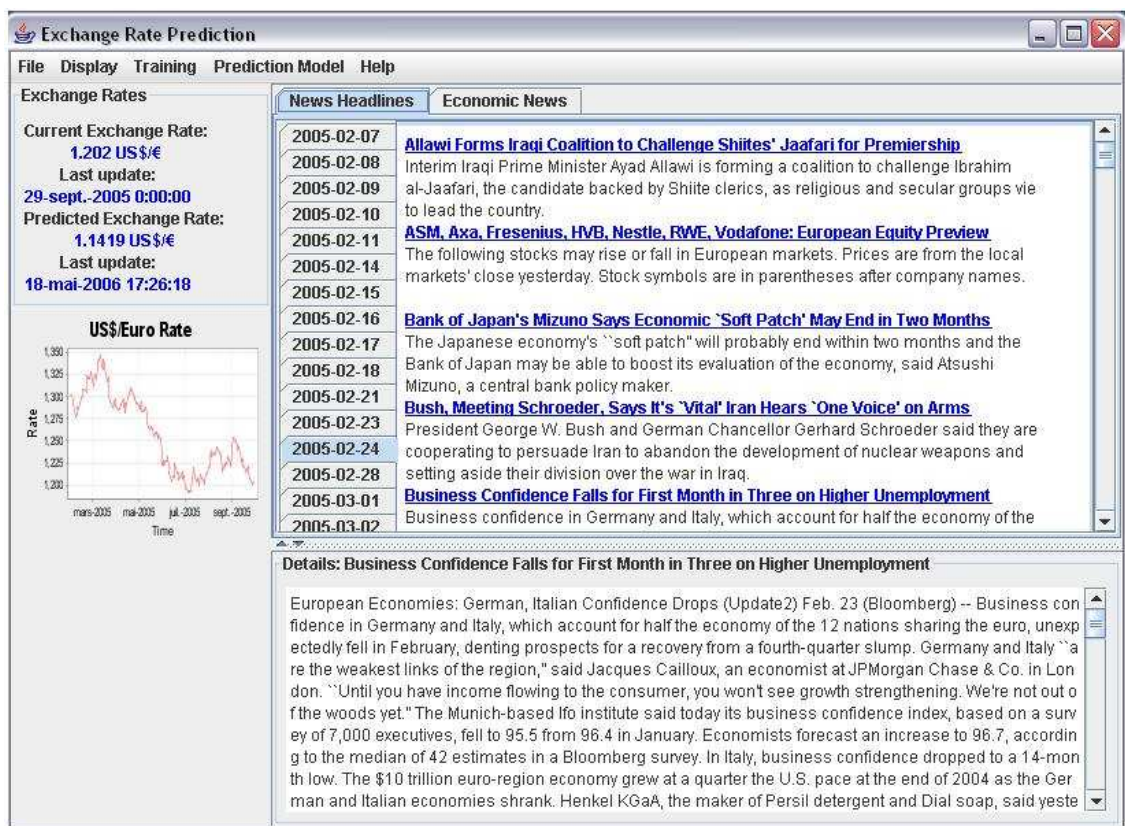 Exchange Rate Prediction
File Display Training Prediction Model Help
Exchange Rates
Current Exchange Rate:
1.202 US$/€
Last update:
29-sept.-2005 0:00:00
Predicted Exchange Rate:
1.1419 US$/€
Last update:
18-mai-2006 17:26:18
US$/Euro Rate
1,350
1,325
1,300
1,275
1,250
1,225
1,200
Rate
mars-2005 mai-2005 juil.-2005 sept.-2005
Time
News Headlines Economic News
2005-02-07
2005-02-08
2005-02-09
2005-02-10
2005-02-11
2005-02-14
2005-02-15
2005-02-16
2005-02-17
2005-02-18
2005-02-21
2005-02-23
2005-02-24
2005-02-28
2005-03-01
2005-03-02
Allawi Forms Iraqi Coalition to Challenge Shiites' Jaafari for Premiership
Interim Iraqi Prime Minister Ayad Allawi is forming a coalition to challenge Ibrahim
al-Jaafari, the candidate backed by Shiite clerics, as religious and secular groups vie
to lead the country.
ASM, Axa, Fresenius, HVB, Nestle, RWE, Vodafone: European Equity Preview
The following stocks may rise or fall in European markets. Prices are from the local
markets' close yesterday. Stock symbols are in parentheses after company names.
Bank of Japan's Mizuno Says Economic `Soft Patch' May End in Two Months
The Japanese economy's ``soft patch'' will probably end within two months and the
Bank of Japan may be able to boost its evaluation of the economy, said Atsushi
Mizuno, a central bank policy maker.
Bush, Meeting Schroeder, Says It's `Vital' Iran Hears `One Voice' on Arms
President George W. Bush and German Chancellor Gerhard Schroeder said they are
cooperating to persuade Iran to abandon the development of nuclear weapons and
setting aside their division over the war in Iraq.
Business Confidence Falls for First Month in Three on Higher Unemployment
Business confidence in Germany and Italy, which account for half the economy of the
Details: Business Confidence Falls for First Month in Three on Higher Unemployment
European Economies: German, Italian Confidence Drops (Update2) Feb. 23 (Bloomberg) -- Business con
fidence in Germany and Italy, which account for half the economy of the 12 nations sharing the euro, unexp
ectedly fell in February, denting prospects for a recovery from a fourth-quarter slump. Germany and Italy ``a
re the weakest links of the region,'' said Jacques Cailloux, an economist at JPMorgan Chase & Co. in Lon
don. ``Until you have income flowing to the consumer, you won't see growth strengthening. We're not out o
f the woods yet.'' The Munich-based Ifo institute said today its business confidence index, based on a surv
ey of 7,000 executives, fell to 95.5 from 96.4 in January. Economists forecast an increase to 96.7, accordin
g to the median of 42 estimates in a Bloomberg survey. In Italy, business confidence dropped to a 14-mon
th low. The $10 trillion euro-region economy grew at a quarter the U.S. pace at the end of 2004 as the Ger
man and Italian economies shrank. Henkel KGaA, the maker of Persil detergent and Dial soap, said yeste